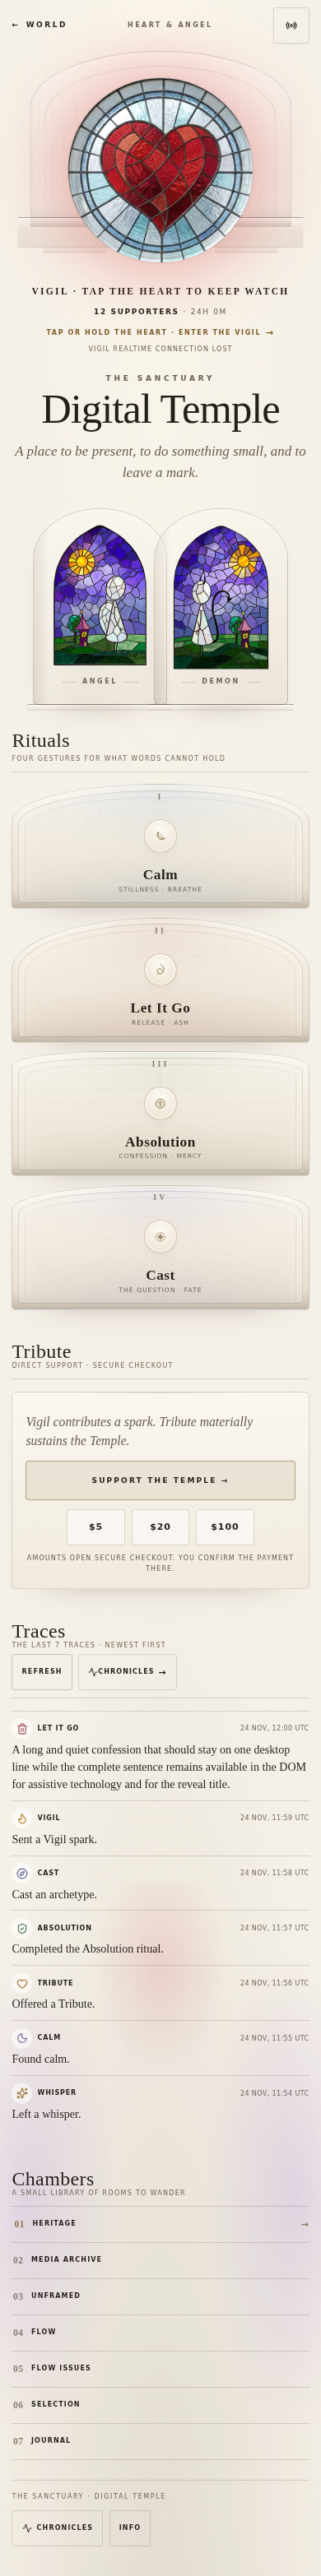 ← WORLD
HEART & ANGEL
VIGIL · TAP THE HEART TO KEEP WATCH
12 SUPPORTERS · 24H 0M
TAP OR HOLD THE HEART · ENTER THE VIGIL →
VIGIL REALTIME CONNECTION LOST
THE SANCTUARY
Digital Temple
A place to be present, to do something small, and to
leave a mark.
ANGEL
DEMON
Rituals
FOUR GESTURES FOR WHAT WORDS CANNOT HOLD
I
Calm
STILLNESS · BREATHE
II
Let It Go
RELEASE · ASH
III
Absolution
CONFESSION · MERCY
IV
Cast
THE QUESTION · FATE
Tribute
DIRECT SUPPORT · SECURE CHECKOUT
Vigil contributes a spark. Tribute materially
sustains the Temple.
SUPPORT THE TEMPLE →
$5
$20
$100
AMOUNTS OPEN SECURE CHECKOUT. YOU CONFIRM THE PAYMENT
THERE.
Traces
THE LAST 7 TRACES · NEWEST FIRST
REFRESH
CHRONICLES →
LET IT GO
24 NOV, 12:00 UTC
A long and quiet confession that should stay on one desktop
line while the complete sentence remains available in the DOM
for assistive technology and for the reveal title.
VIGIL
24 NOV, 11:59 UTC
Sent a Vigil spark.
CAST
24 NOV, 11:58 UTC
Cast an archetype.
ABSOLUTION
24 NOV, 11:57 UTC
Completed the Absolution ritual.
TRIBUTE
24 NOV, 11:56 UTC
Offered a Tribute.
CALM
24 NOV, 11:55 UTC
Found calm.
WHISPER
24 NOV, 11:54 UTC
Left a whisper.
Chambers
A SMALL LIBRARY OF ROOMS TO WANDER
01 HERITAGE →
02 MEDIA ARCHIVE
03 UNFRAMED
04 FLOW
05 FLOW ISSUES
06 SELECTION
07 JOURNAL
THE SANCTUARY · DIGITAL TEMPLE
CHRONICLES
INFO